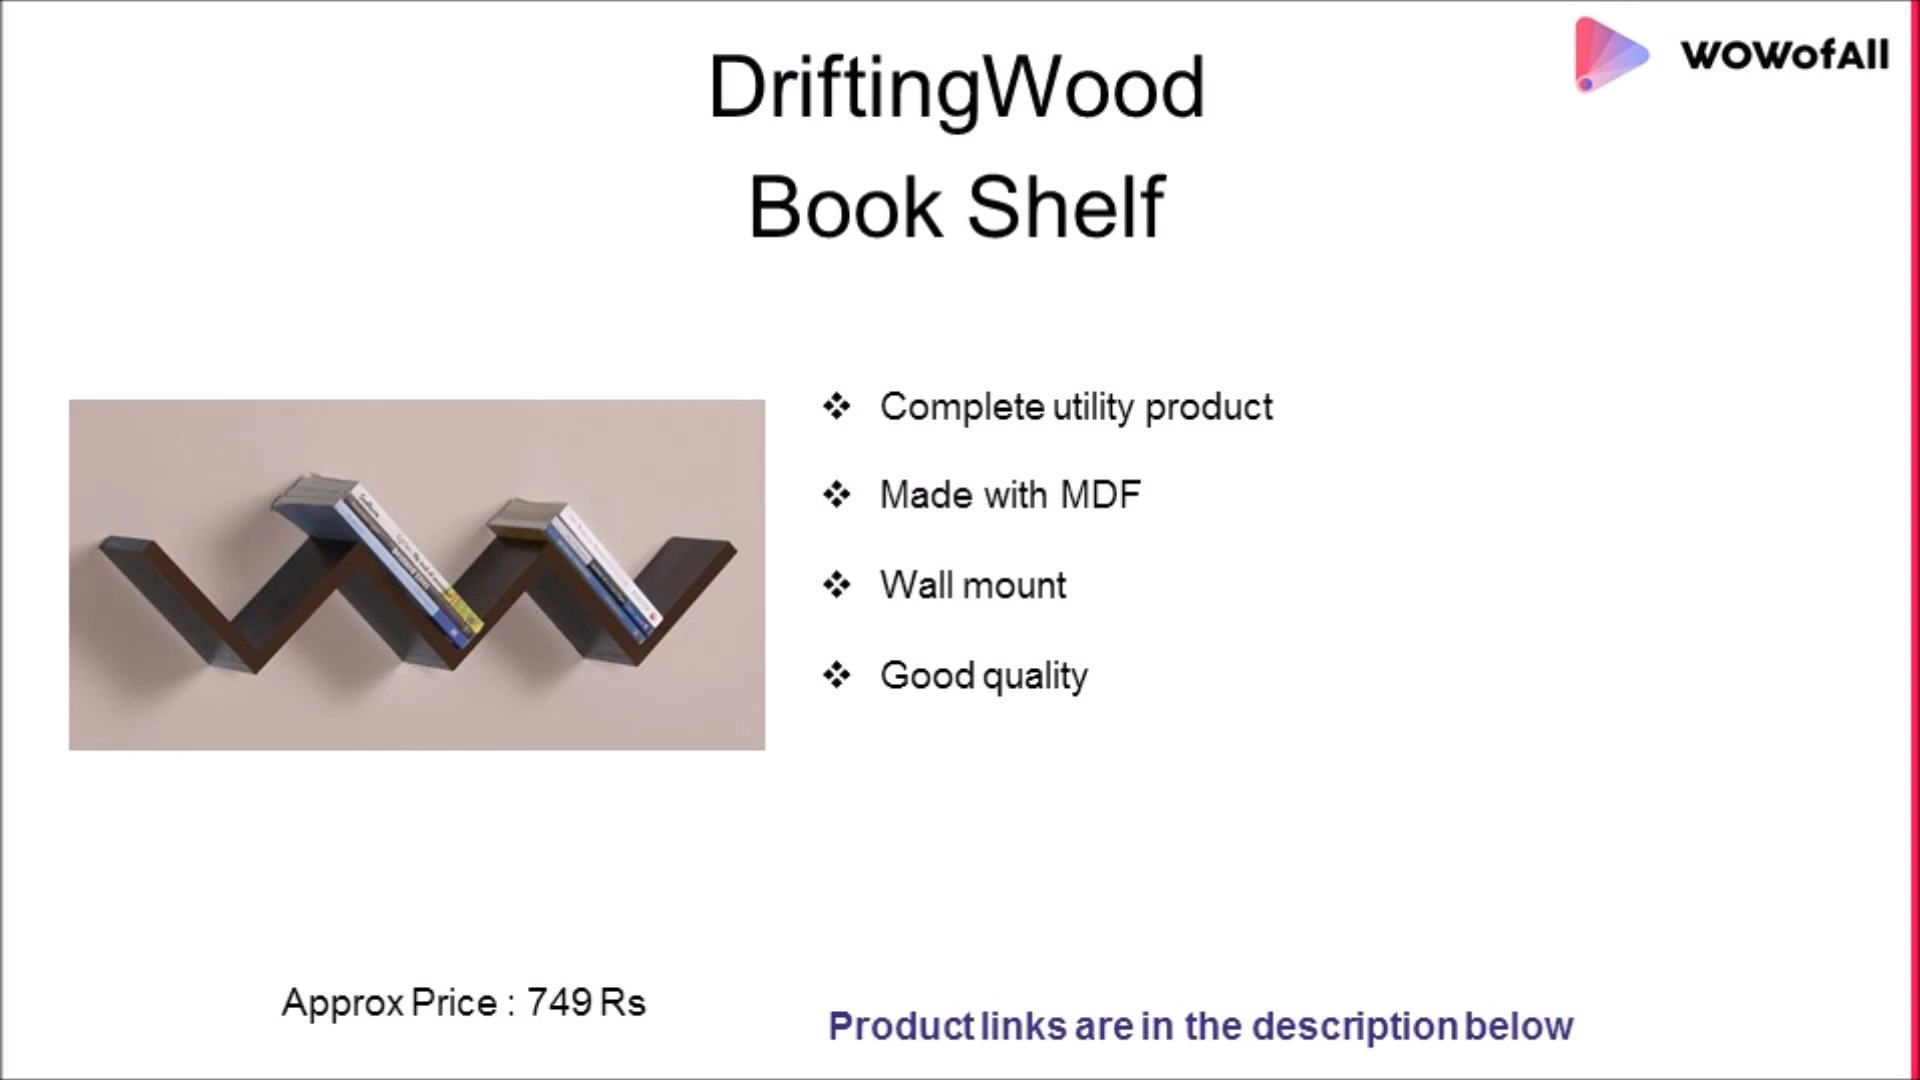 WOWofAll
DriftingWood
Book Shelf
❖ Complete utility product
❖ Made with MDF
❖ Wall mount
❖ Good quality
Approx Price : 749 Rs
Product links are in the description below